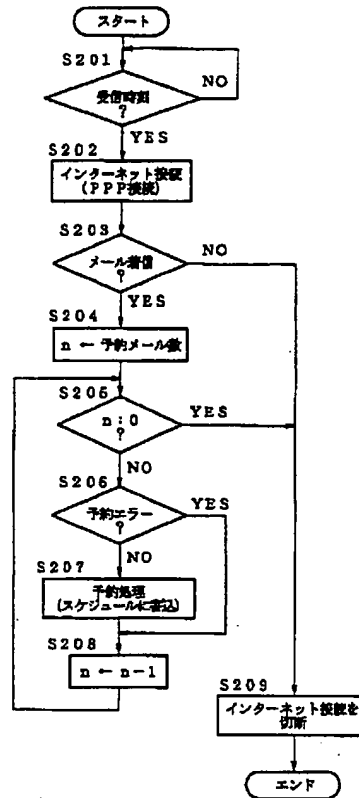 スタート
S201
受信時刻
?
NO
YES
S202
インターネット接続
(PPP接続)
S203
メール着信
?
NO
YES
S204
n ← 予約メール数
S205
n:0
?
YES
NO
S206
予約エラー
?
YES
NO
S207
予約処理
(スケジュールに書込)
S208
n ← n-1
S209
インターネット接続を
切断
エンド